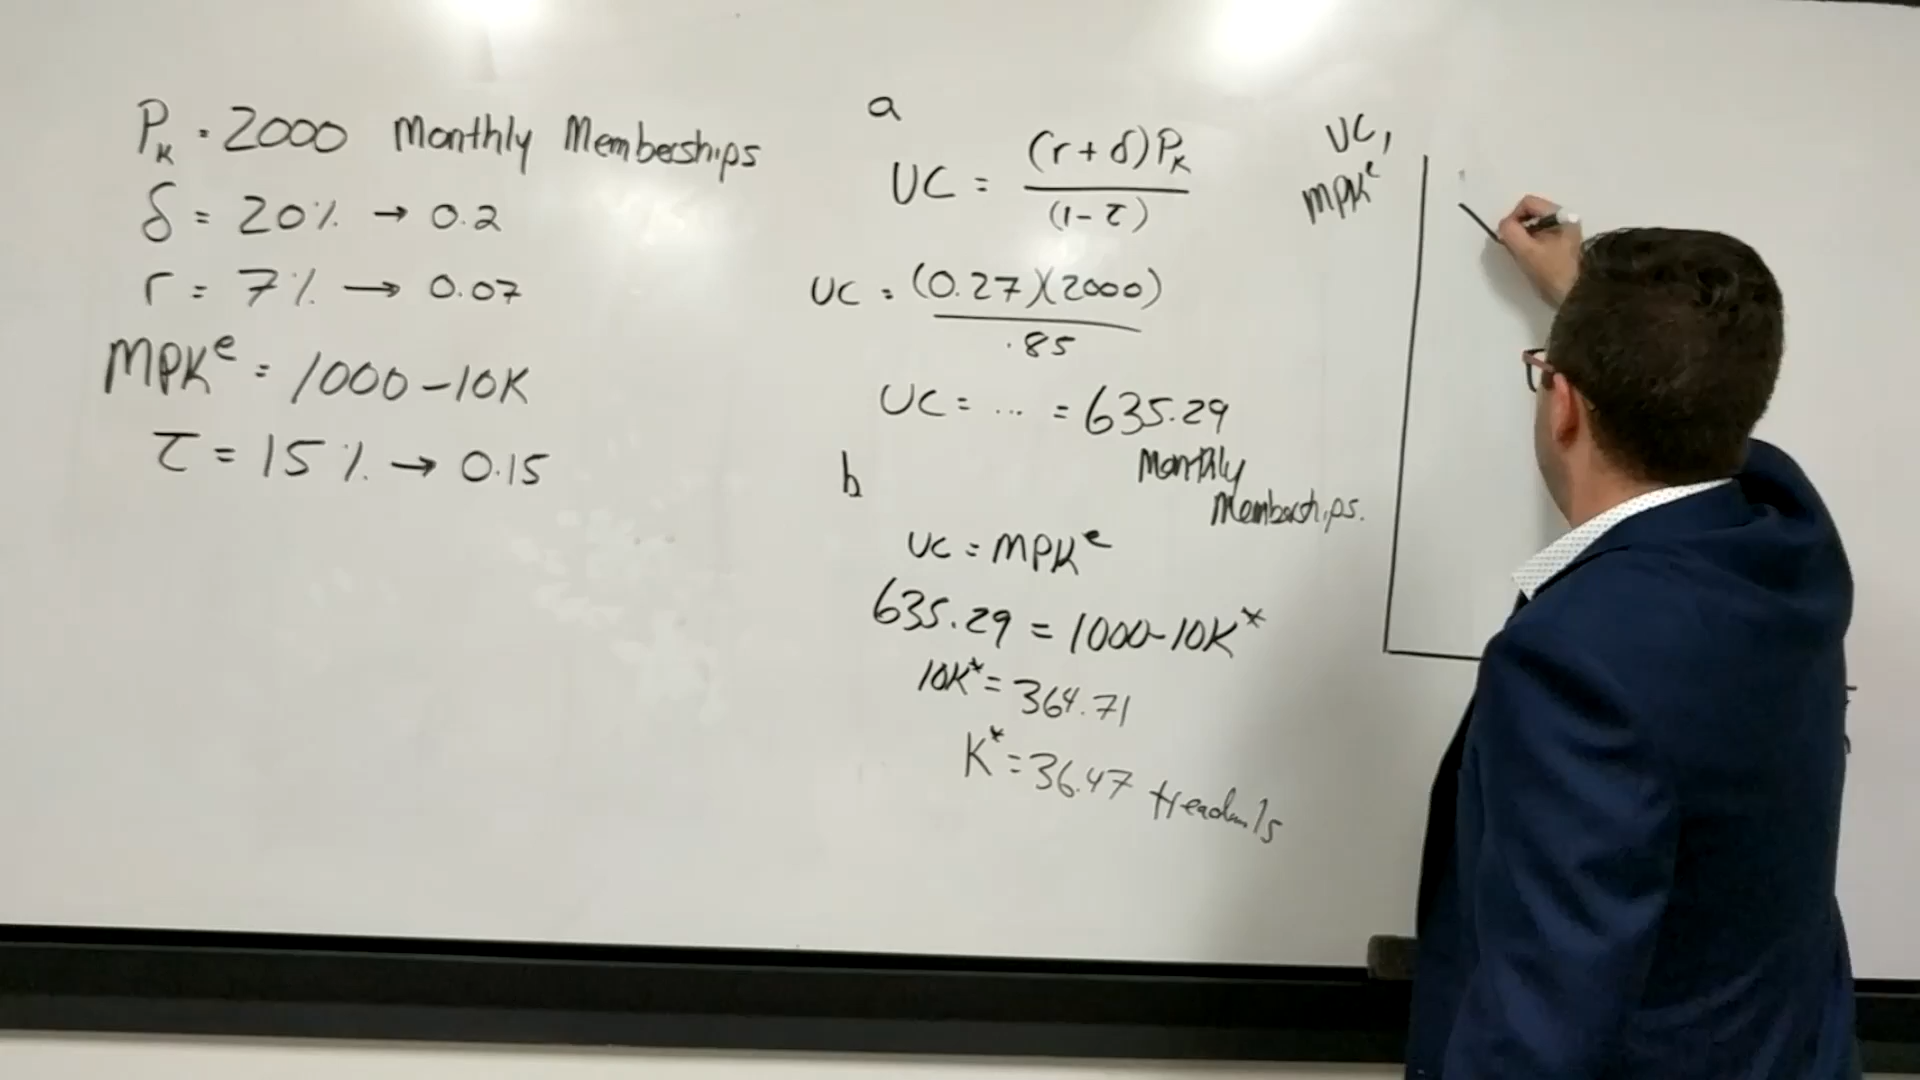 P_K = 2000 Monthly Memberships
δ = 20% → 0.2
r = 7% → 0.07
MPK^e = 1000 - 10K
τ = 15% → 0.15
a
UC = (r + δ)P_K / (1 - τ)
UC = (0.27)(2000) / .85
UC = ... = 635.29
Monthly
Memberships.
b
UC = MPK^e
635.29 = 1000 - 10K*
10K* = 364.71
K* = 36.47 treadmills
UC,
MPK^e